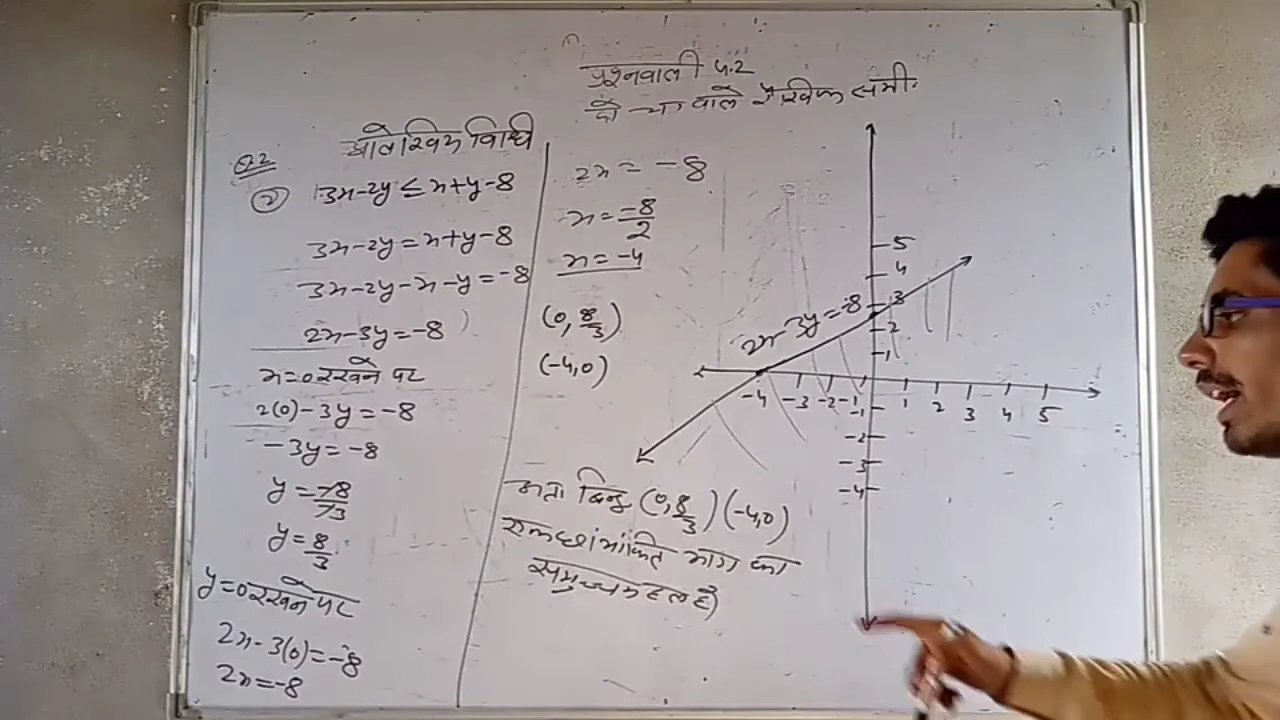 प्रश्नवाली 5.2
दो चर वाले रैखिक समी.
आलेखिय विधि
Q.2
3x-2y ≤ x+y-8
3x-2y = x+y-8
3x-2y-x-y = -8
2x-3y = -8
x=0 रखने पर
2(0)-3y = -8
-3y = -8
y = -8/-3
y = 8/3
y=0 रखने पर
2x-3(0) = -8
2x = -8
2x = -8
x = -8/2
x = -4
(0, 8/3)
(-4,0)
2x-3y=-8
5
4
3
2
1
-4 -3 -2 -1 1 2 3 4 5
-1
-2
-3
-4
बिन्दु (0, 8/3) (-4,0)
छायांकित भाग का
समुच्चय हल है